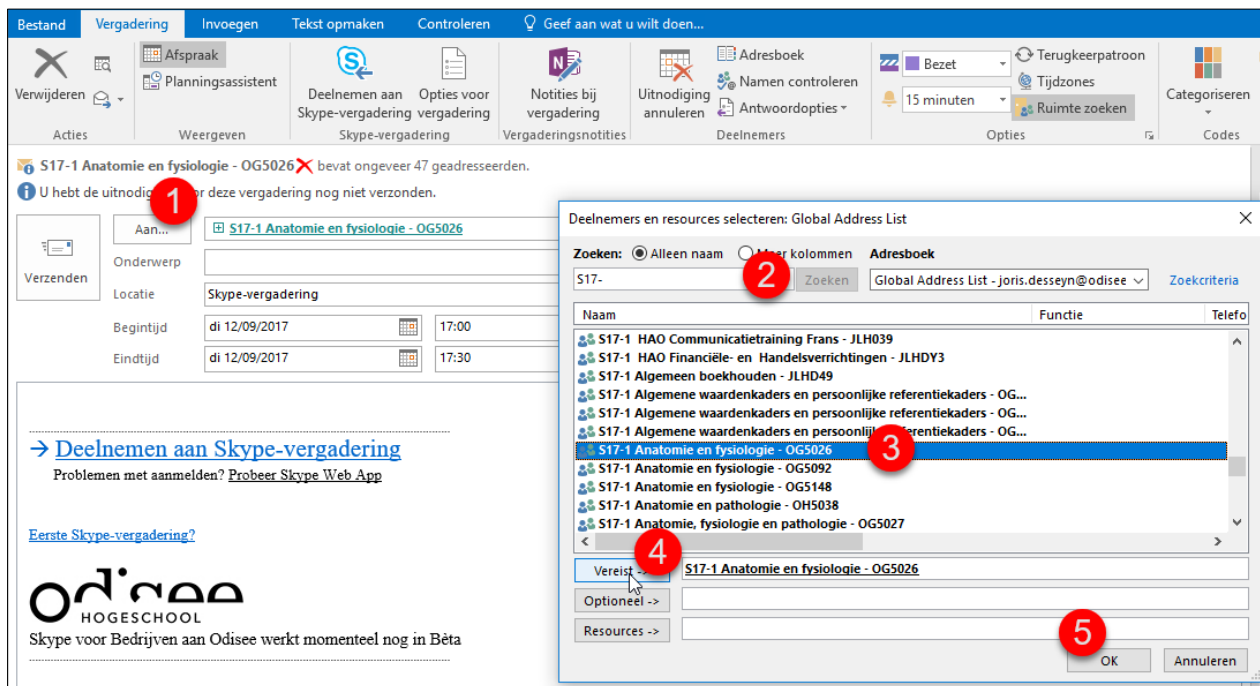 Bestand Vergadering Invoegen Tekst opmaken Controleren Geef aan wat u wilt doen...
Verwijderen
Afspraak
Planningsassistent
Deelnemen aan Skype-vergadering
Opties voor vergadering
Notities bij vergadering
Uitnodiging annuleren
Adresboek
Namen controleren
Antwoordopties
Bezet
15 minuten
Terugkeerpatroon
Tijdzones
Ruimte zoeken
Categoriseren
Acties Weergeven Skype-vergadering Vergaderingsnotities Deelnemers Opties Codes
S17-1 Anatomie en fysiologie - OG5026 bevat ongeveer 47 geadresseerden.
U hebt de uitnodig r deze vergadering nog niet verzonden.
1
Verzenden
Aan... S17-1 Anatomie en fysiologie - OG5026
Onderwerp
Locatie Skype-vergadering
Begintijd di 12/09/2017 17:00
Eindtijd di 12/09/2017 17:30
→ Deelnemen aan Skype-vergadering
Problemen met aanmelden? Probeer Skype Web App
Eerste Skype-vergadering?
odisee
HOGESCHOOL
Skype voor Bedrijven aan Odisee werkt momenteel nog in Bèta
Deelnemers en resources selecteren: Global Address List
Zoeken: Alleen naam Meer kolommen Adresboek
S17- 2 Zoeken Global Address List - joris.desseyn@odisee Zoekcriteria
Naam Functie Telefo
S17-1 HAO Communicatietraining Frans - JLH039
S17-1 HAO Financiële- en Handelsverrichtingen - JLHDY3
S17-1 Algemeen boekhouden - JLHD49
S17-1 Algemene waardenkaders en persoonlijke referentiekaders - OG...
S17-1 Algemene waardenkaders en persoonlijke referentiekaders - OG...
S17-1 Algemene waardenkaders en persoonlijke referentiekaders - OG...
S17-1 Anatomie en fysiologie - OG5026 3
S17-1 Anatomie en fysiologie - OG5092
S17-1 Anatomie en fysiologie - OG5148
S17-1 Anatomie en pathologie - OH5038
S17-1 Anatomie, fysiologie en pathologie - OG5027
4
Vereist -> S17-1 Anatomie en fysiologie - OG5026
Optioneel ->
Resources ->
5
OK Annuleren